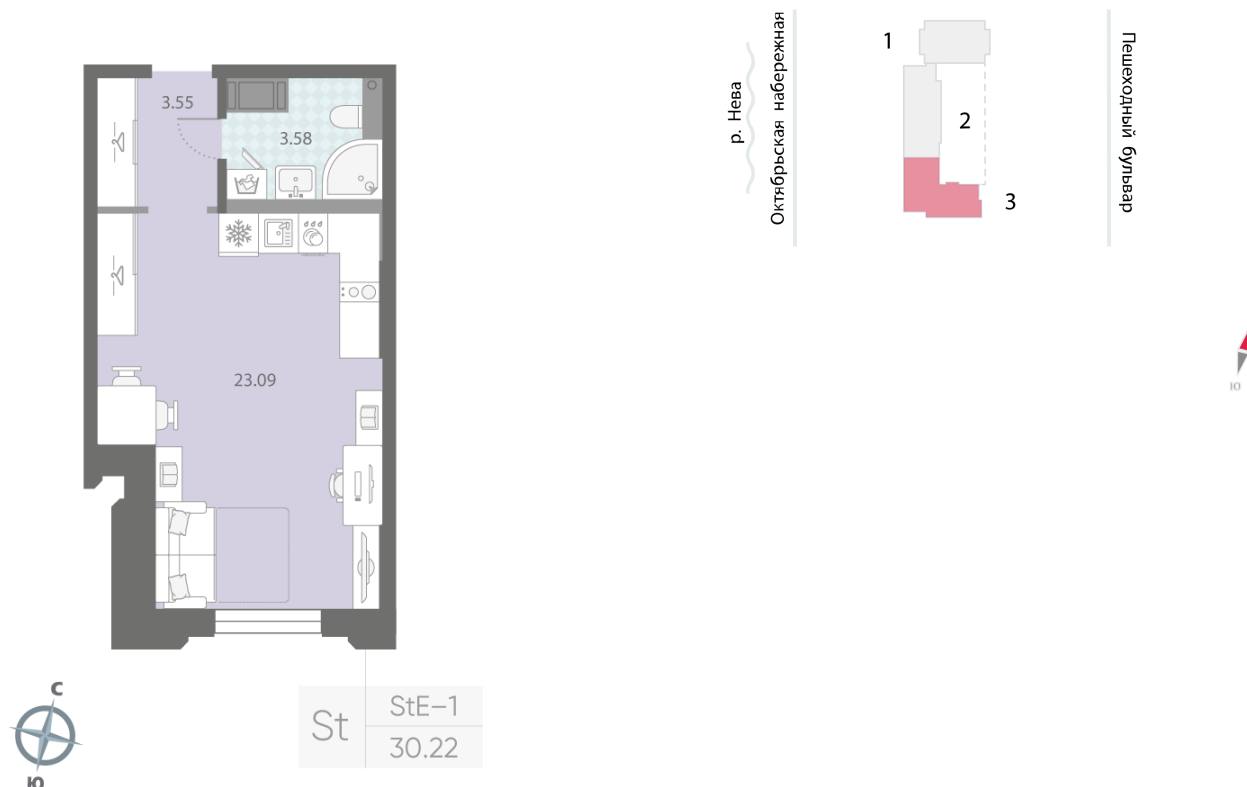 3.55
3.58
23.09
С
Ю
St
StE–1
30.22
р. Нева
Октябрьская набережная
1
2
3
Пешеходный бульвар
Ю